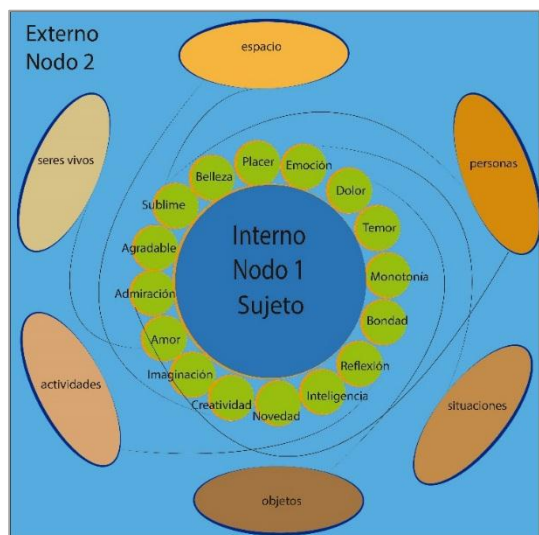 Externo
Nodo 2
espacio
seres vivos
personas
Placer
Emoción
Belleza
Dolor
Sublime
Temor
Agradable
Monotonía
Admiración
Bondad
Amor
Reflexión
Imaginación
Inteligencia
Creatividad
Novedad
Interno
Nodo 1
Sujeto
actividades
situaciones
objetos